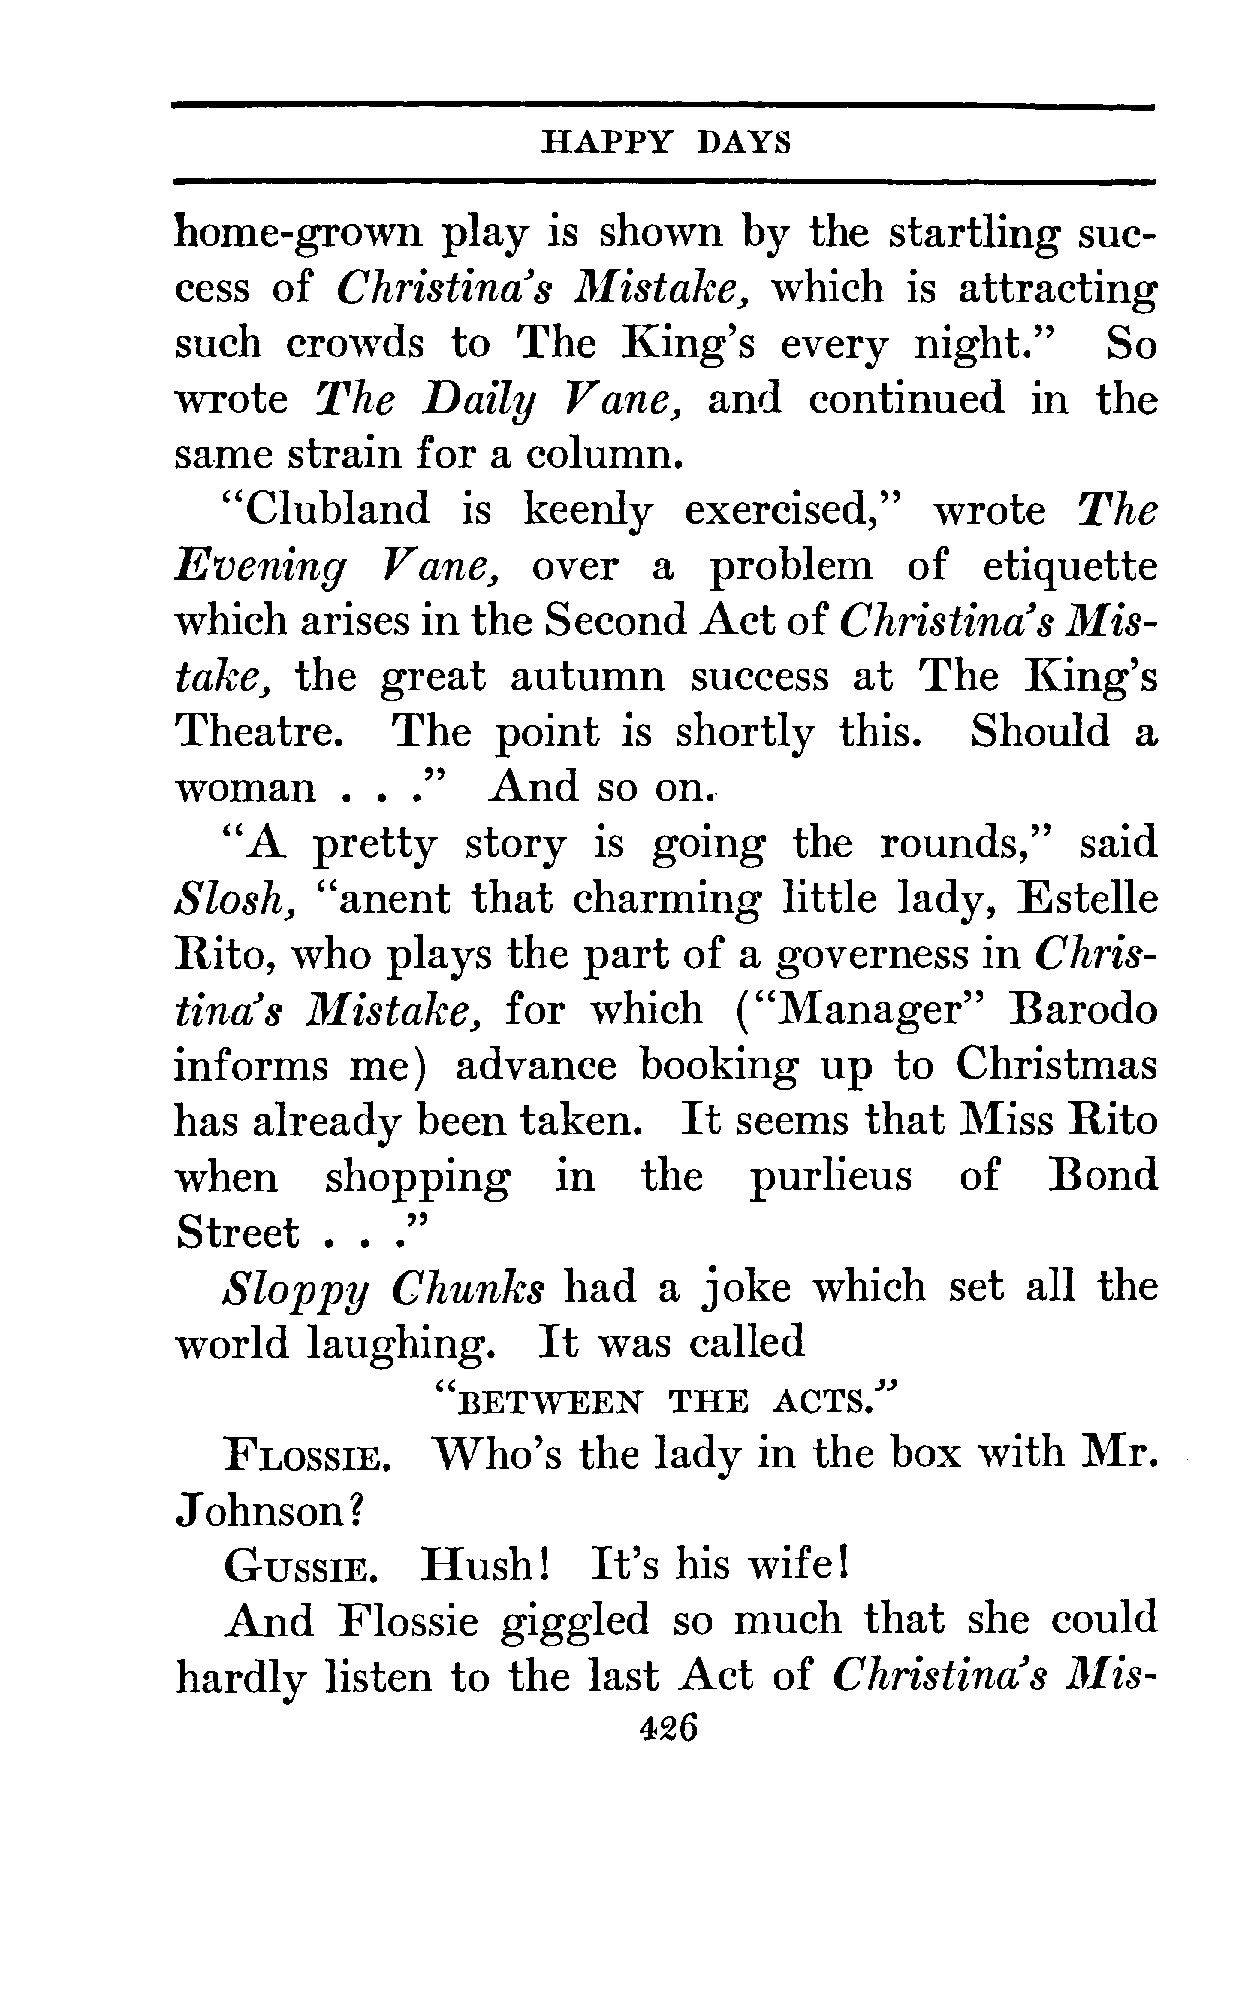 HAPPY DAYS
home-grown play is shown by the startling suc-
cess of Christina's Mistake, which is attracting
such crowds to The King's every night." So
wrote The Daily Vane, and continued in the
same strain for a column.
"Clubland is keenly exercised," wrote The
Evening Vane, over a problem of etiquette
which arises in the Second Act of Christina's Mis-
take, the great autumn success at The King's
Theatre. The point is shortly this. Should a
woman . . ." And so on.
"A pretty story is going the rounds," said
Slosh, "anent that charming little lady, Estelle
Rito, who plays the part of a governess in Chris-
tina's Mistake, for which ("Manager" Barodo
informs me) advance booking up to Christmas
has already been taken. It seems that Miss Rito
when shopping in the purlieus of Bond
Street . . ."
Sloppy Chunks had a joke which set all the
world laughing. It was called
"BETWEEN THE ACTS."
FLOSSIE. Who's the lady in the box with Mr.
Johnson?
GUSSIE. Hush! It's his wife!
And Flossie giggled so much that she could
hardly listen to the last Act of Christina's Mis-
426